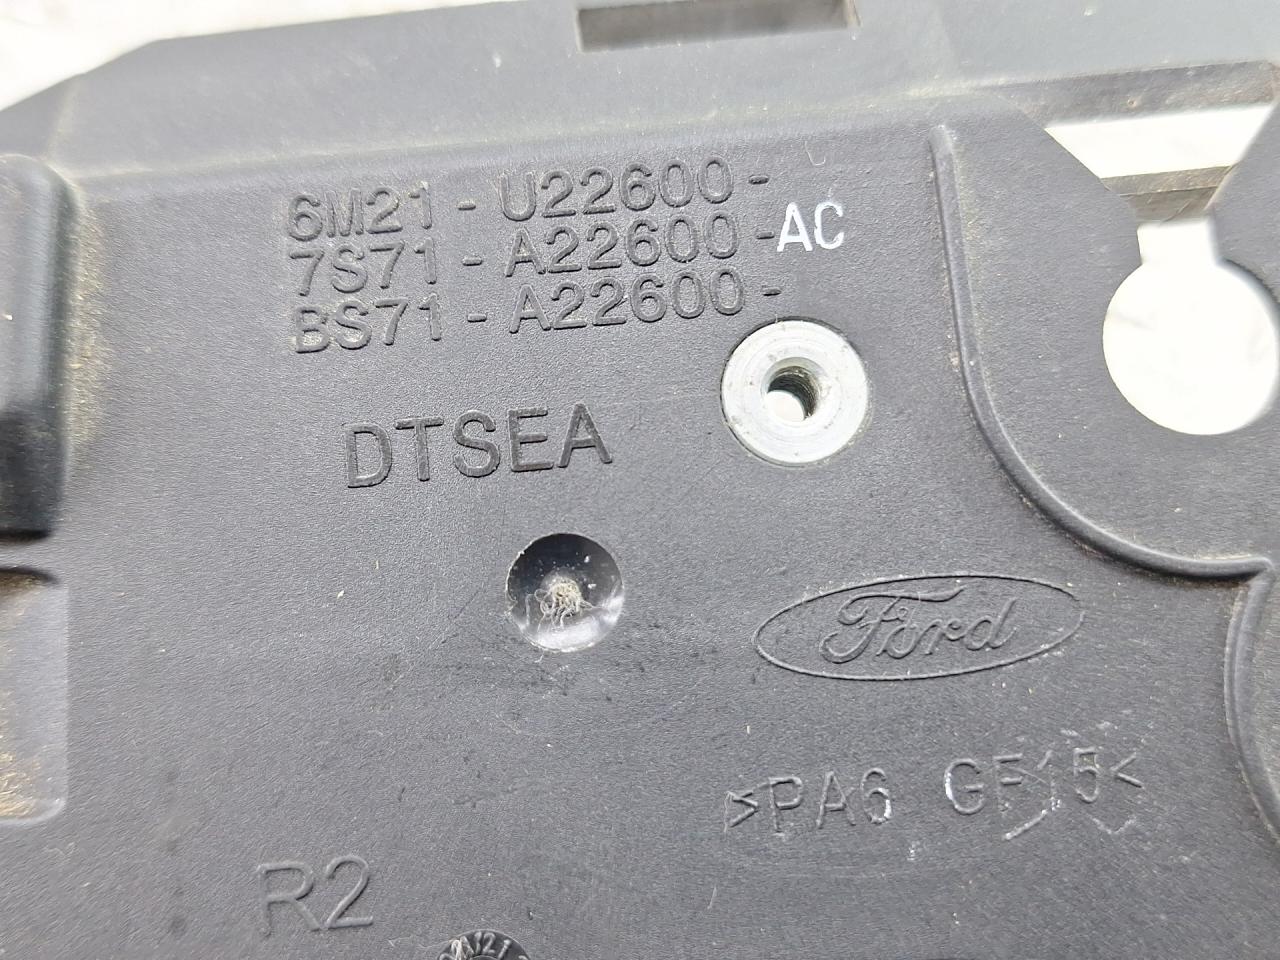 6M21-U22600-
7S71-A22600-AC
BS71-A22600-
DTSEA
Ford
>PA6 GF15<
R2